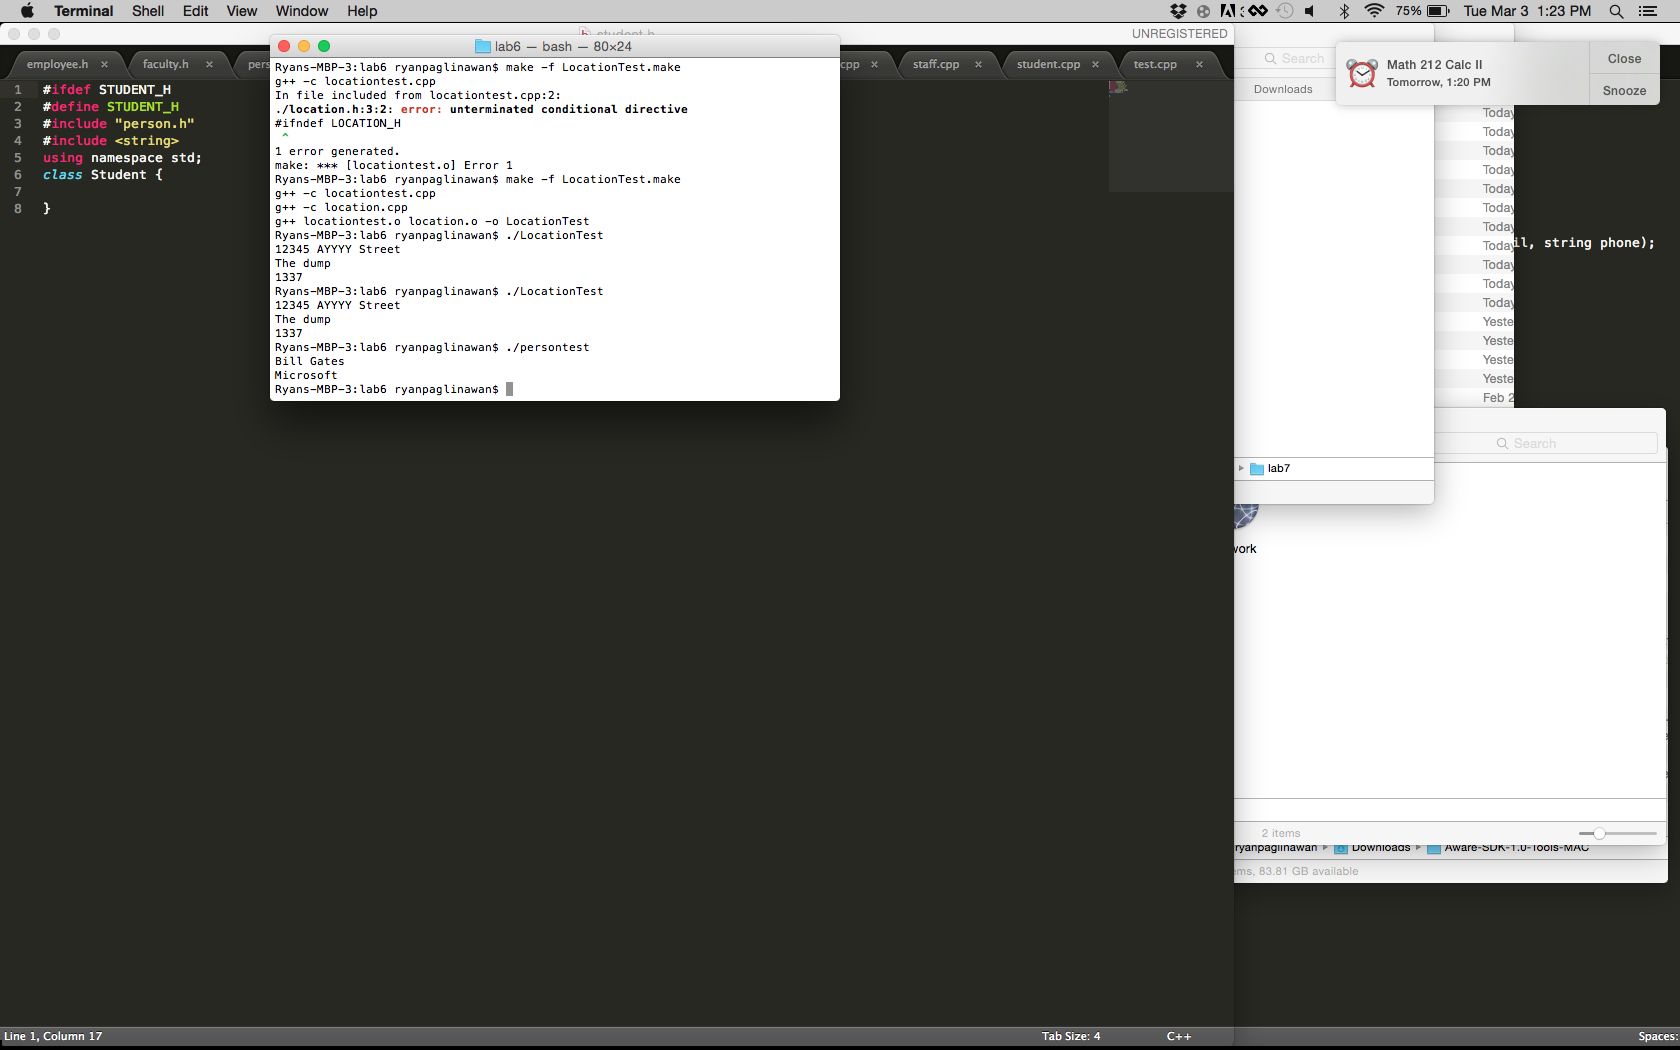 Terminal Shell Edit View Window Help 75% Tue Mar 3 1:23 PM
student.h UNREGISTERED
lab6 — bash — 80×24
employee.h × faculty.h × pers cpp × staff.cpp × student.cpp × test.cpp ×
1 #ifdef STUDENT_H
2 #define STUDENT_H
3 #include "person.h"
4 #include <string>
5 using namespace std;
6 class Student {
7
8 }
Ryans-MBP-3:lab6 ryanpaglinawan$ make -f LocationTest.make
g++ -c locationtest.cpp
In file included from locationtest.cpp:2:
./location.h:3:2: error: unterminated conditional directive
#ifndef LOCATION_H
^
1 error generated.
make: *** [locationtest.o] Error 1
Ryans-MBP-3:lab6 ryanpaglinawan$ make -f LocationTest.make
g++ -c locationtest.cpp
g++ -c location.cpp
g++ locationtest.o location.o -o LocationTest
Ryans-MBP-3:lab6 ryanpaglinawan$ ./LocationTest
12345 AYYYY Street
The dump
1337
Ryans-MBP-3:lab6 ryanpaglinawan$ ./LocationTest
12345 AYYYY Street
The dump
1337
Ryans-MBP-3:lab6 ryanpaglinawan$ ./persontest
Bill Gates
Microsoft
Ryans-MBP-3:lab6 ryanpaglinawan$
Search
Downloads
Math 212 Calc II
Tomorrow, 1:20 PM
Close
Snooze
Today
Today
Today
Today
Today
Today
Today
Today
Today
Today
Today
Yeste
Yeste
Yeste
Yeste
Feb 2
il, string phone);
Search
lab7
work
2 items
ryanpaglinawan Downloads Aware-SDK-1.0-Tools-MAC
ems, 83.81 GB available
Line 1, Column 17 Tab Size: 4 C++ Spaces: